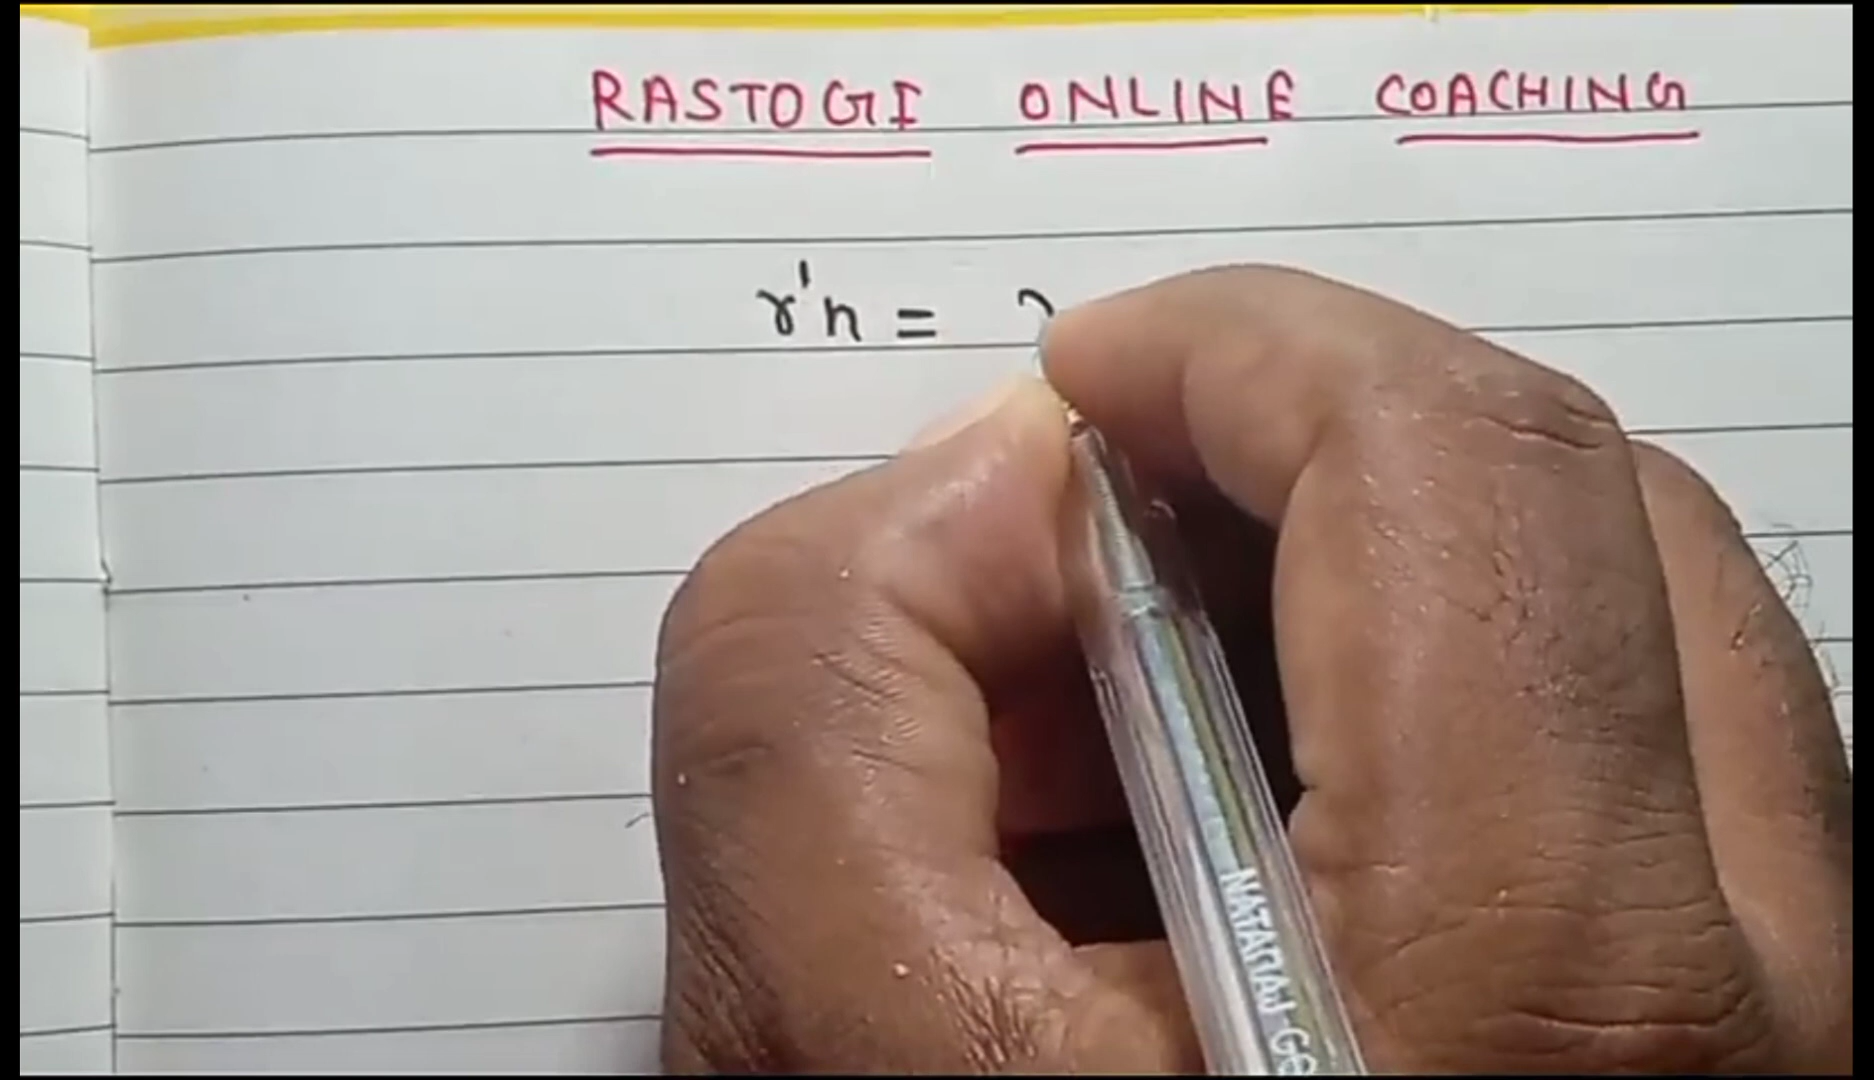 RASTOGI ONLINE COACHING
r'n = ?
NATARAJ